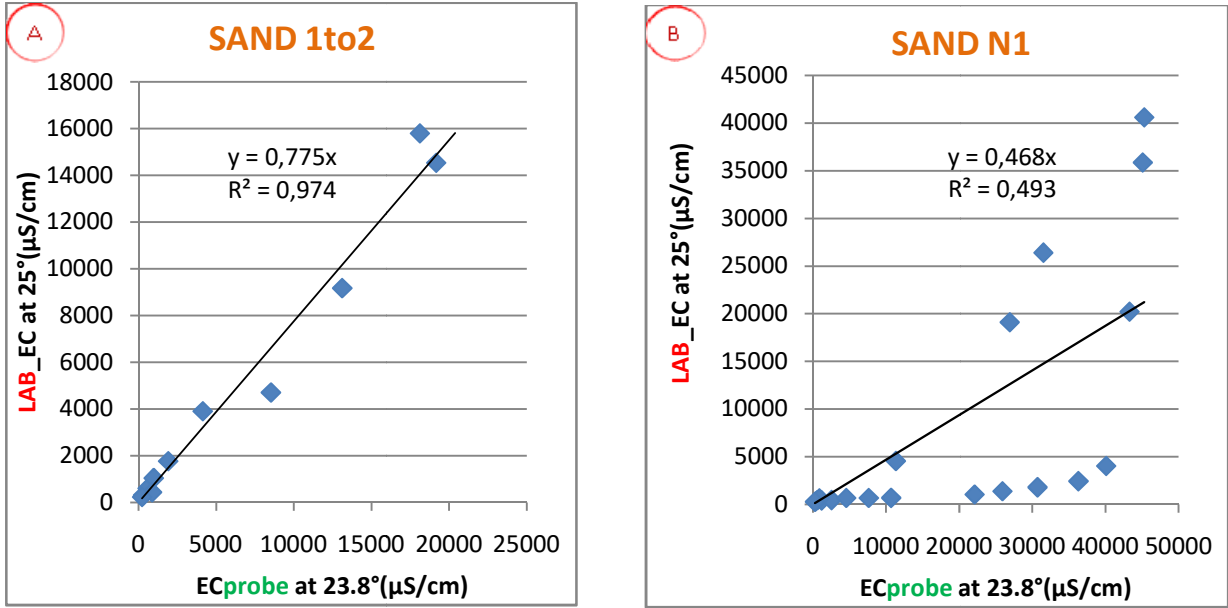 A
SAND 1to2
18000
16000
14000
12000
10000
8000
6000
4000
2000
0
y = 0,775x
R² = 0,974
LAB_EC at 25°(µS/cm)
0 5000 10000 15000 20000 25000
ECprobe at 23.8°(µS/cm)
B
SAND N1
45000
40000
35000
30000
25000
20000
15000
10000
5000
0
y = 0,468x
R² = 0,493
LAB_EC at 25°(µS/cm)
0 10000 20000 30000 40000 50000
ECprobe at 23.8°(µS/cm)